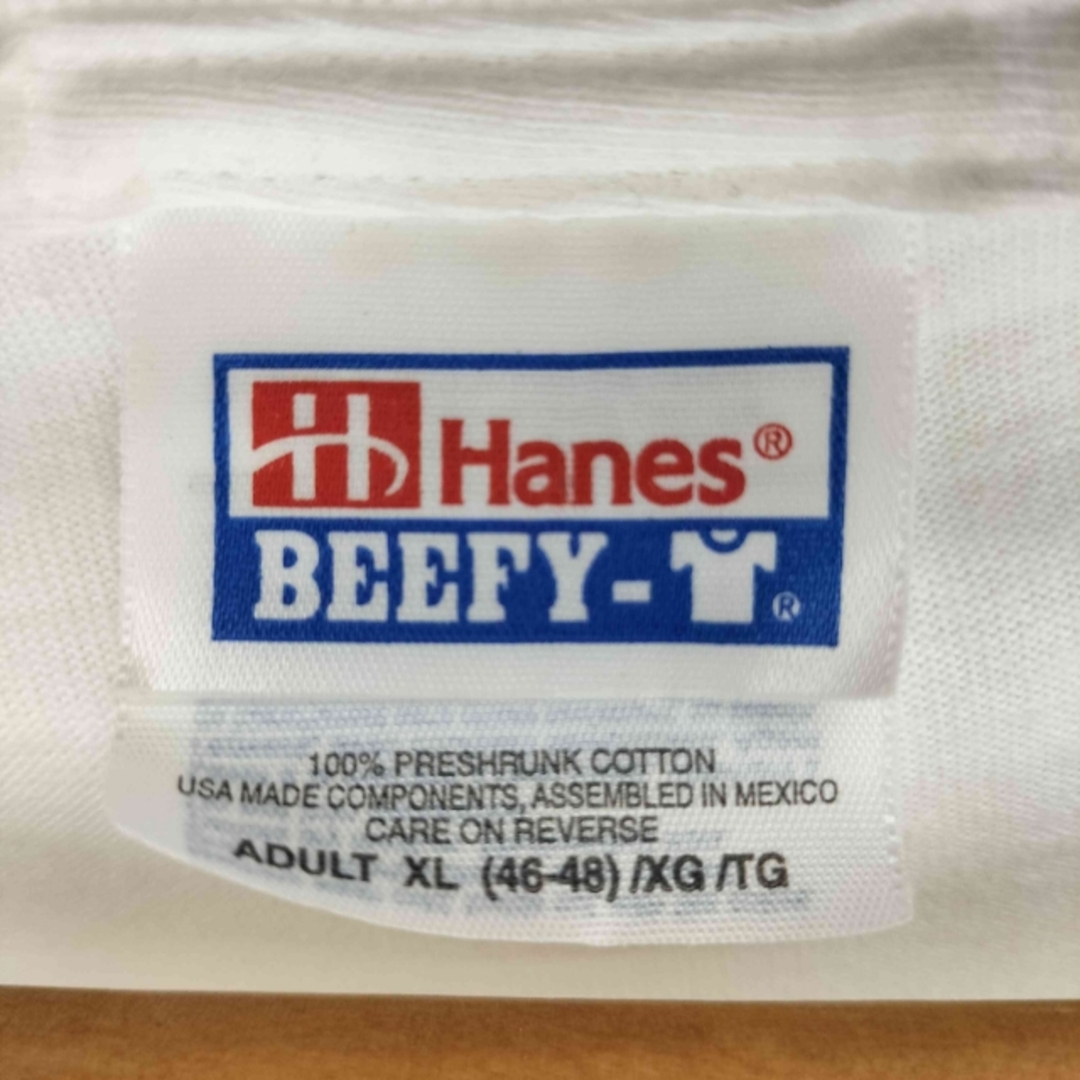 Hanes®
BEEFY-®
100% PRESHRUNK COTTON
USA MADE COMPONENTS, ASSEMBLED IN MEXICO
CARE ON REVERSE
ADULT XL (46-48) /XG /TG